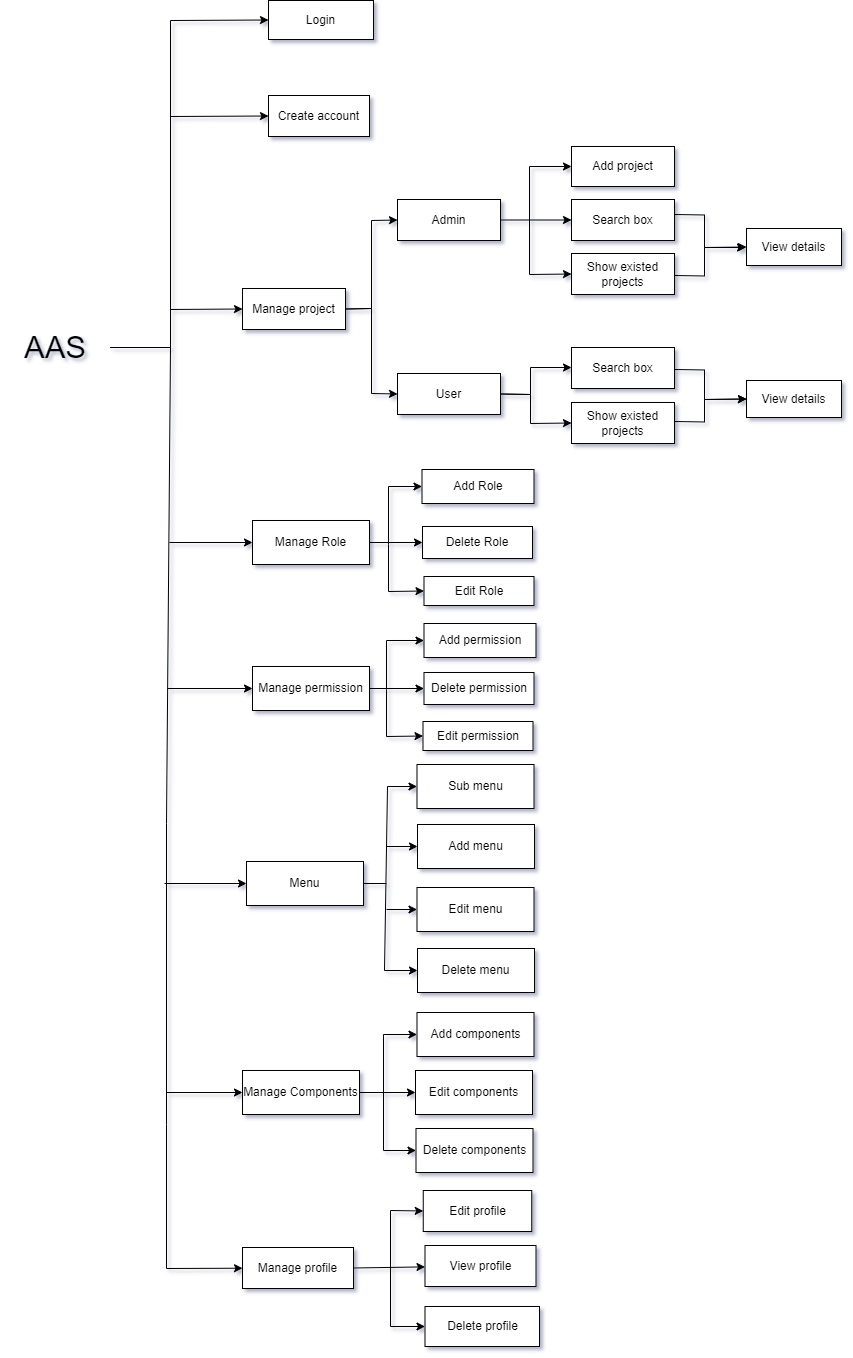 Login
Create account
Add project
Admin
Search box
Show existed
projects
View details
Manage project
AAS
User
Search box
Show existed
projects
View details
Add Role
Manage Role
Delete Role
Edit Role
Add permission
Manage permission
Delete permission
Edit permission
Sub menu
Add menu
Menu
Edit menu
Delete menu
Add components
Manage Components
Edit components
Delete components
Edit profile
Manage profile
View profile
Delete profile